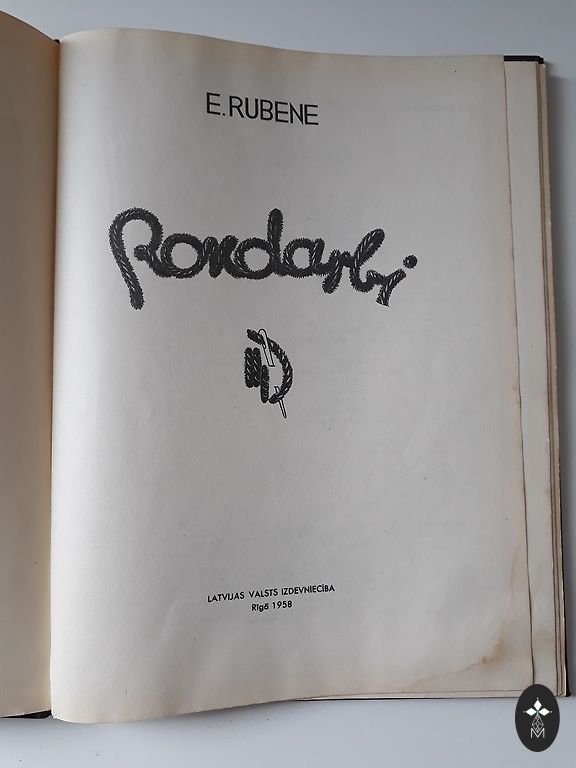 E. RUBENE
Rokdarbi
LATVIJAS VALSTS IZDEVNIECĪBA
Rīgā 1958
M